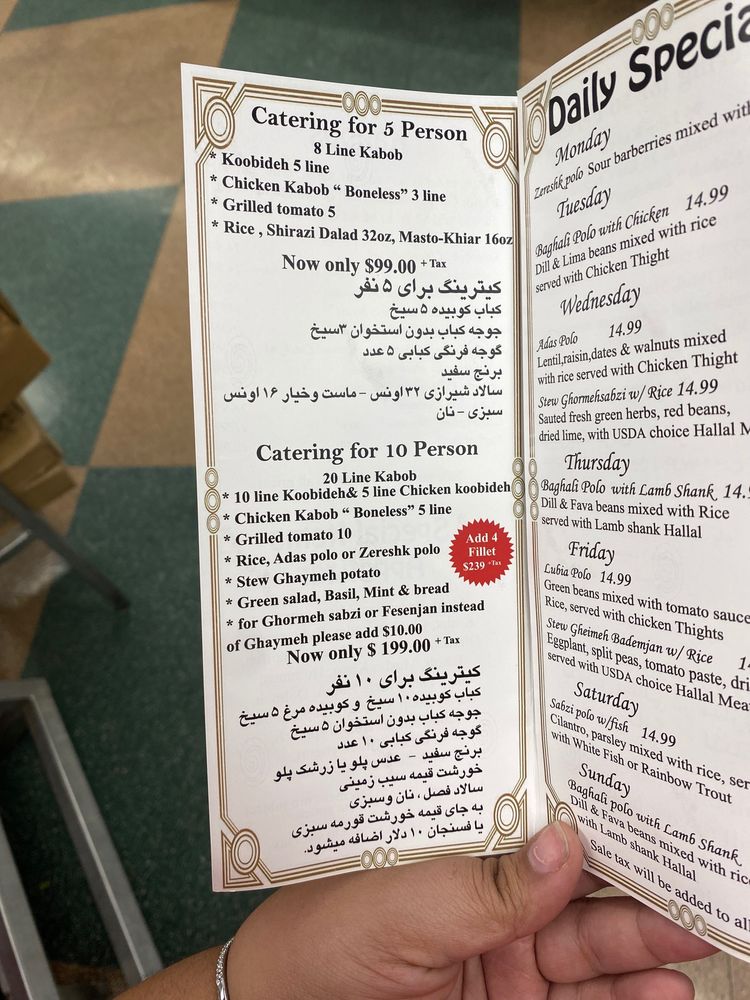 Catering for 5 Person
8 Line Kabob
* Koobideh 5 line
* Chicken Kabob “ Boneless” 3 line
* Grilled tomato 5
* Rice , Shirazi Dalad 32oz, Masto-Khiar 16oz
Now only $99.00 + Tax
کیترینگ برای ۵ نفر
کباب کوبیده ۵ سیخ
جوجه کباب بدون استخوان ۳سیخ
گوجه فرنگی کبابی ۵ عدد
برنج سفید
سالاد شیرازی ۳۲ اونس – ماست وخیار ۱۶ اونس
سبزی – نان
Catering for 10 Person
20 Line Kabob
* 10 line Koobideh& 5 line Chicken koobideh
* Chicken Kabob “ Boneless” 5 line
* Grilled tomato 10
* Rice, Adas polo or Zereshk polo
* Stew Ghaymeh potato
* Green salad, Basil, Mint & bread
* for Ghormeh sabzi or Fesenjan instead
of Ghaymeh please add $10.00
Now only $ 199.00 + Tax
Add 4
Fillet
$239 +Tax
کیترینگ برای ۱۰ نفر
کباب کوبیده۱۰ سیخ و کوبیده مرغ ۵ سیخ
جوجه کباب بدون استخوان ۵ سیخ
گوجه فرنگی کبابی ۱۰ عدد
برنج سفید – عدس پلو یا زرشک پلو
خورشت قیمه سیب زمینی
سالاد فصل ، نان وسبزی
به جای قیمه خورشت قورمه سبزی
یا فسنجان ۱۰ دلار اضافه میشود.
Daily Specia
Monday
Zereshk polo Sour barberries mixed with
Tuesday
Baghali Polo with Chicken 14.99
Dill & Lima beans mixed with rice
served with Chicken Thight
Wednesday
Adas Polo 14.99
Lentil,raisin,dates & walnuts mixed
with rice served with Chicken Thight
Stew Ghormehsabzi w/ Rice 14.99
Sauted fresh green herbs, red beans,
dried lime, with USDA choice Hallal M
Thursday
Baghali Polo with Lamb Shank 14.9
Dill & Fava beans mixed with Rice
served with Lamb shank Hallal
Friday
Lubia Polo 14.99
Green beans mixed with tomato sauce
Rice, served with chicken Thights
Stew Gheimeh Bademjan w/ Rice 1
Eggplant, split peas, tomato paste, dri
served with USDA choice Hallal Meat
Saturday
Sabzi polo w/fish 14.99
Cilantro, parsley mixed with rice, ser
with White Fish or Rainbow Trout
Sunday
Baghali polo with Lamb Shank
Dill & Fava beans mixed with rice
with Lamb shank Hallal
Sale tax will be added to all